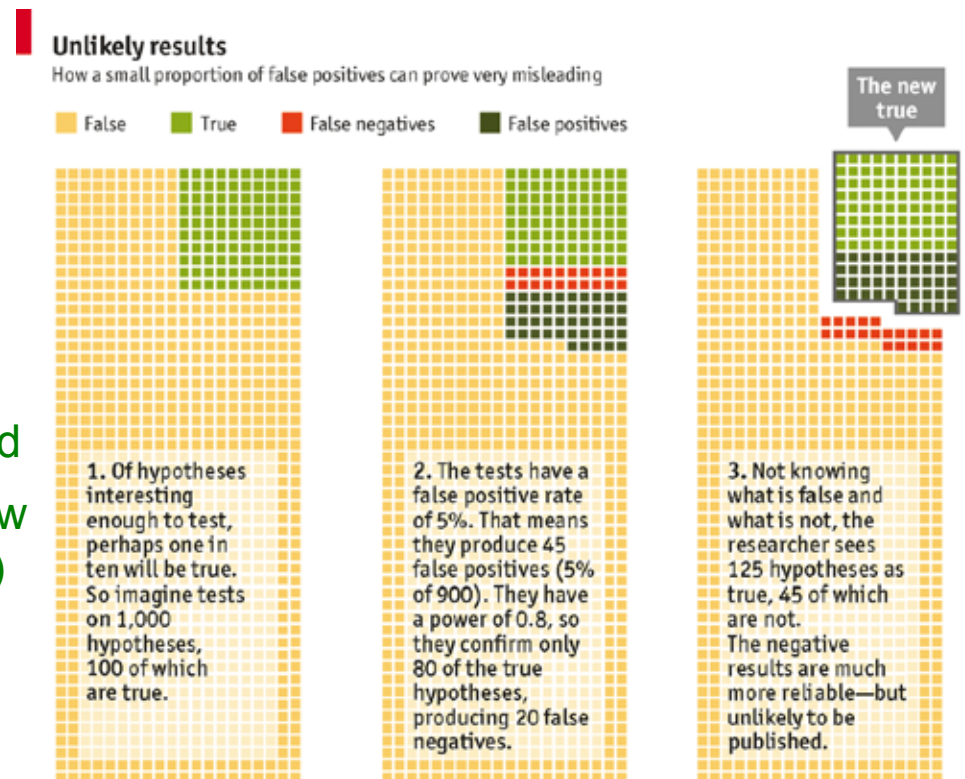 Unlikely results
How a small proportion of false positives can prove very misleading
False
True
False negatives
False positives
The new
true
1. Of hypotheses
interesting
enough to test,
perhaps one in
ten will be true.
So imagine tests
on 1,000
hypotheses,
100 of which
are true.
2. The tests have a
false positive rate
of 5%. That means
they produce 45
false positives (5%
of 900). They have
a power of 0.8, so
they confirm only
80 of the true
hypotheses,
producing 20 false
negatives.
3. Not knowing
what is false and
what is not, the
researcher sees
125 hypotheses as
true, 45 of which
are not.
The negative
results are much
more reliable—but
unlikely to be
published.